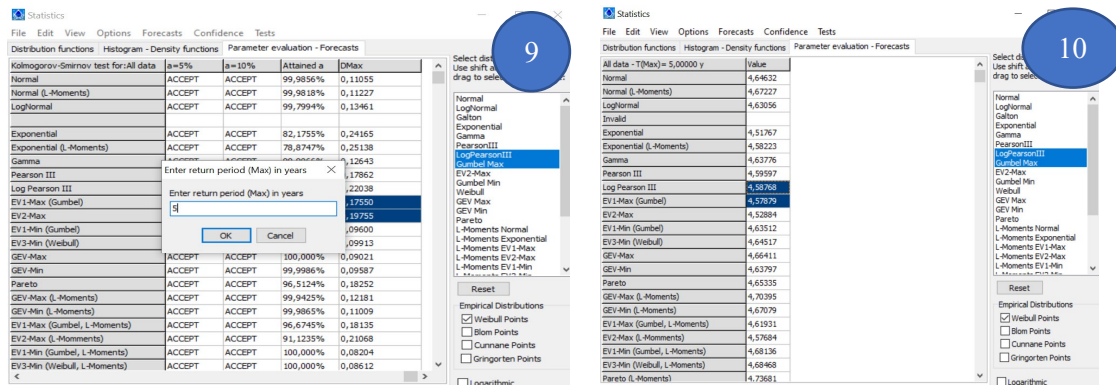 Statistics
File Edit View Options Forecasts Confidence Tests
Distribution functions Histogram - Density functions Parameter evaluation - Forecasts
Kolmogorov-Smirnov test for:All data a=5% a=10% Attained a DMax
Normal ACCEPT ACCEPT 99,9856% 0,11055
Normal (L-Moments) ACCEPT ACCEPT 99,9818% 0,11227
LogNormal ACCEPT ACCEPT 99,7994% 0,13461
Exponential ACCEPT ACCEPT 82,1755% 0,24165
Exponential (L-Moments) ACCEPT ACCEPT 78,8747% 0,25138
Gamma ,12643
Pearson III ,17862
Log Pearson III ,22038
EV1-Max (Gumbel) ,17550
EV2-Max ,19755
EV1-Min (Gumbel) ,09600
EV3-Min (Weibull) ,09913
GEV-Max ACCEPT ACCEPT 100,000% 0,09021
GEV-Min ACCEPT ACCEPT 99,9986% 0,09587
Pareto ACCEPT ACCEPT 96,5124% 0,18252
GEV-Max (L-Moments) ACCEPT ACCEPT 99,9425% 0,12181
GEV-Min (L-Moments) ACCEPT ACCEPT 99,9865% 0,11009
EV1-Max (Gumbel, L-Moments) ACCEPT ACCEPT 96,6745% 0,18135
EV2-Max (L-Momments) ACCEPT ACCEPT 91,1235% 0,21068
EV1-Min (Gumbel, L-Moments) ACCEPT ACCEPT 100,000% 0,08204
EV3-Min (Weibull, L-Moments) ACCEPT ACCEPT 100,000% 0,08612
Enter return period (Max) in years
Enter return period (Max) in years
5
OK Cancel
Select dist
Use shift a
drag to selec
9
Normal
LogNormal
Galton
Exponential
Gamma
PearsonIII
LogPearsonIII
Gumbel Max
EV2-Max
Gumbel Min
Weibull
GEV Max
GEV Min
Pareto
L-Moments Normal
L-Moments Exponential
L-Moments EV1-Max
L-Moments EV2-Max
L-Moments EV1-Min
Reset
Empirical Distributions
Weibull Points
Blom Points
Cunnane Points
Gringorten Points
Logarithmic
Statistics
File Edit View Options Forecasts Confidence Tests
Distribution functions Histogram - Density functions Parameter evaluation - Forecasts
All data - T(Max)= 5,00000 y Value
Normal 4,64632
Normal (L-Moments) 4,67227
LogNormal 4,63056
Invalid
Exponential 4,51767
Exponential (L-Moments) 4,58223
Gamma 4,63776
Pearson III 4,59597
Log Pearson III 4,58768
EV1-Max (Gumbel) 4,57879
EV2-Max 4,52884
EV1-Min (Gumbel) 4,63512
EV3-Min (Weibull) 4,64517
GEV-Max 4,66411
GEV-Min 4,63797
Pareto 4,65335
GEV-Max (L-Moments) 4,70395
GEV-Min (L-Moments) 4,67079
EV1-Max (Gumbel, L-Moments) 4,61931
EV2-Max (L-Momments) 4,57684
EV1-Min (Gumbel, L-Moments) 4,68136
EV3-Min (Weibull, L-Moments) 4,68468
Pareto (L-Moments) 4,73681
Select d
Use shift
drag to se
10
Normal
LogNormal
Galton
Exponential
Gamma
PearsonIII
LogPearsonIII
Gumbel Max
EV2-Max
Gumbel Min
Weibull
GEV Max
GEV Min
Pareto
L-Moments Normal
L-Moments Exponential
L-Moments EV1-Max
L-Moments EV2-Max
L-Moments EV1-Min
Reset
Empirical Distributions
Weibull Points
Blom Points
Cunnane Points
Gringorten Points
Logarithmic